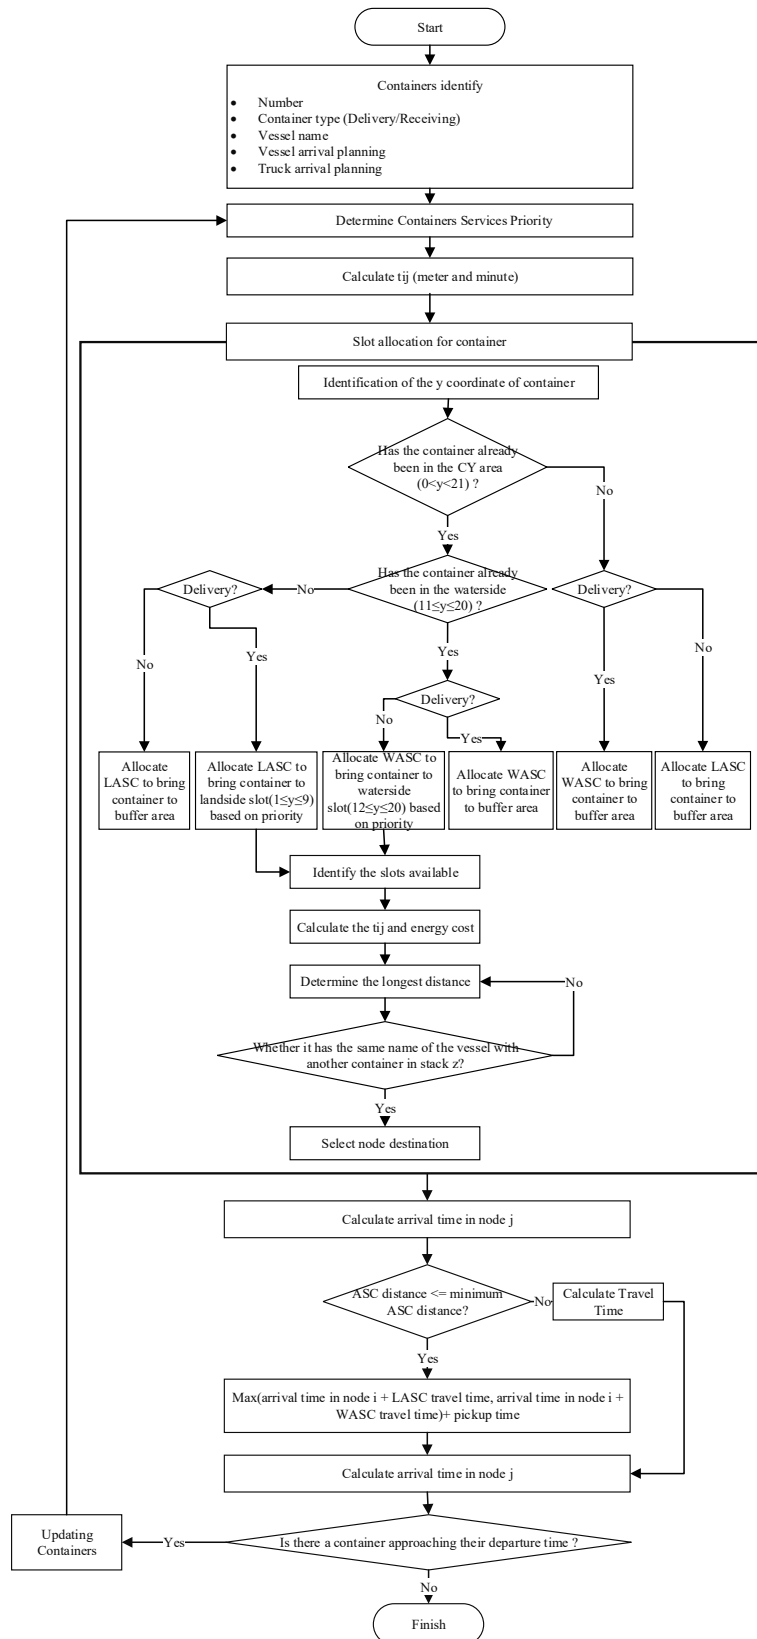 Start
Containers identify
• Number
• Container type (Delivery/Receiving)
• Vessel name
• Vessel arrival planning
• Truck arrival planning
Determine Containers Services Priority
Calculate tij (meter and minute)
Slot allocation for container
Identification of the y coordinate of container
Has the container already
been in the CY area
(0<y<21) ?
No
Yes
Delivery?
No
Has the container already
been in the waterside
(11≤y≤20) ?
Delivery?
No
Yes
Yes
Yes
No
Delivery?
No
Yes
Allocate
LASC to bring
container to
buffer area
Allocate LASC to
bring container to
landside slot(1≤y≤9)
based on priority
Allocate WASC to
bring container to
waterside
slot(12≤y≤20) based
on priority
Allocate WASC to
bring container to
buffer area
Allocate
WASC to bring
container to
buffer area
Allocate LASC to
bring container to
buffer area
Identify the slots available
Calculate the tij and energy cost
Determine the longest distance
No
Whether it has the same name of the vessel with
another container in stack z?
Yes
Select node destination
Calculate arrival time in node j
ASC distance <= minimum
ASC distance?
No
Calculate Travel
Time
Yes
Max(arrival time in node i + LASC travel time, arrival time in node i +
WASC travel time)+ pickup time
Calculate arrival time in node j
Updating
Containers
Yes
Is there a container approaching their departure time ?
No
Finish